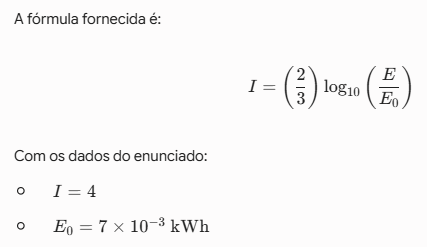 A fórmula fornecida é:
I = (2/3) log₁₀ (E/E₀)
Com os dados do enunciado:
○ I = 4
○ E₀ = 7 × 10⁻³ kWh